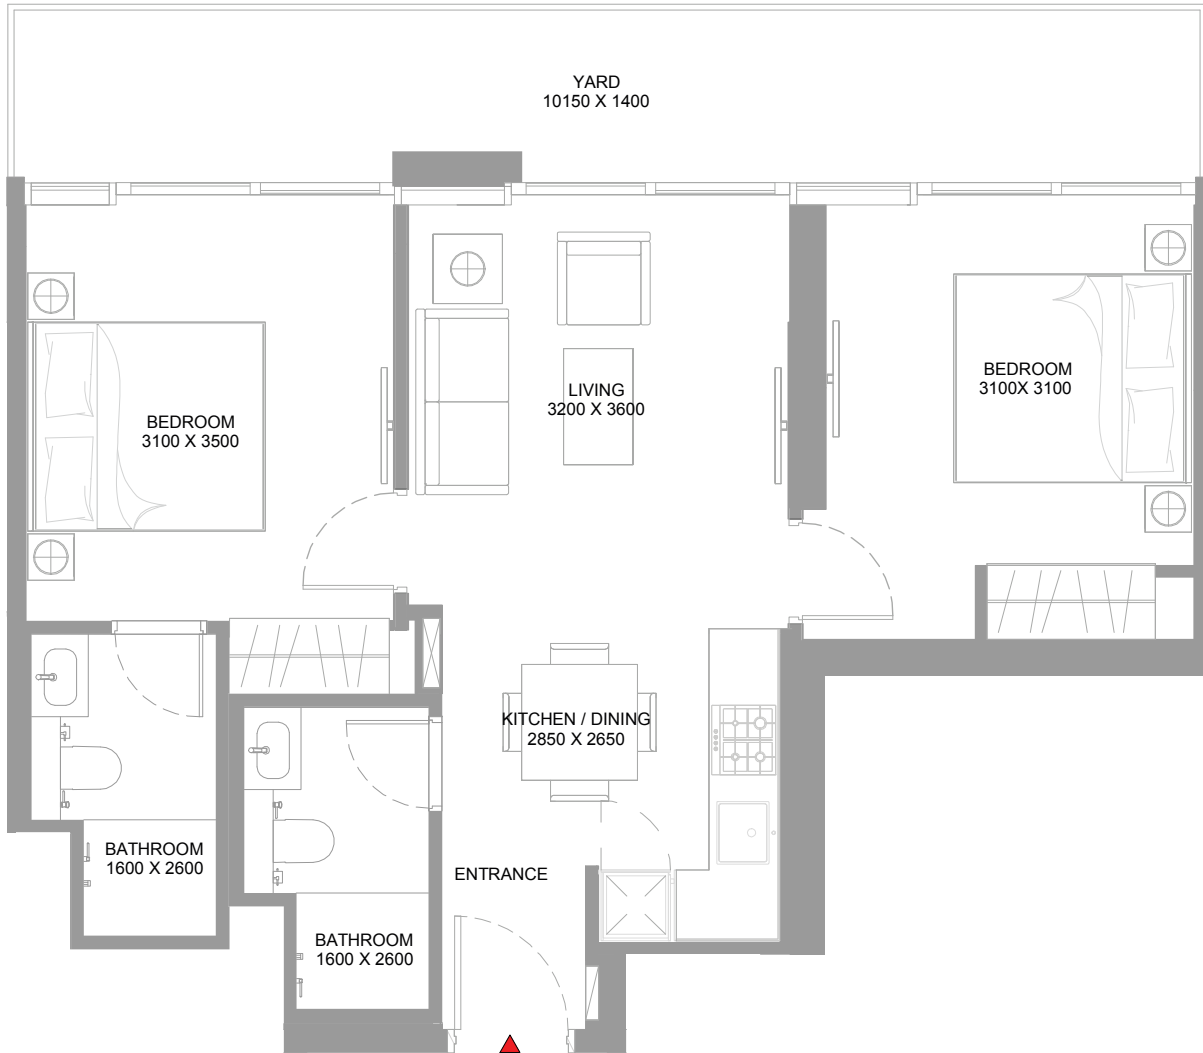 YARD
10150 X 1400
BEDROOM
3100 X 3500
LIVING
3200 X 3600
BEDROOM
3100X 3100
KITCHEN / DINING
2850 X 2650
BATHROOM
1600 X 2600
ENTRANCE
BATHROOM
1600 X 2600